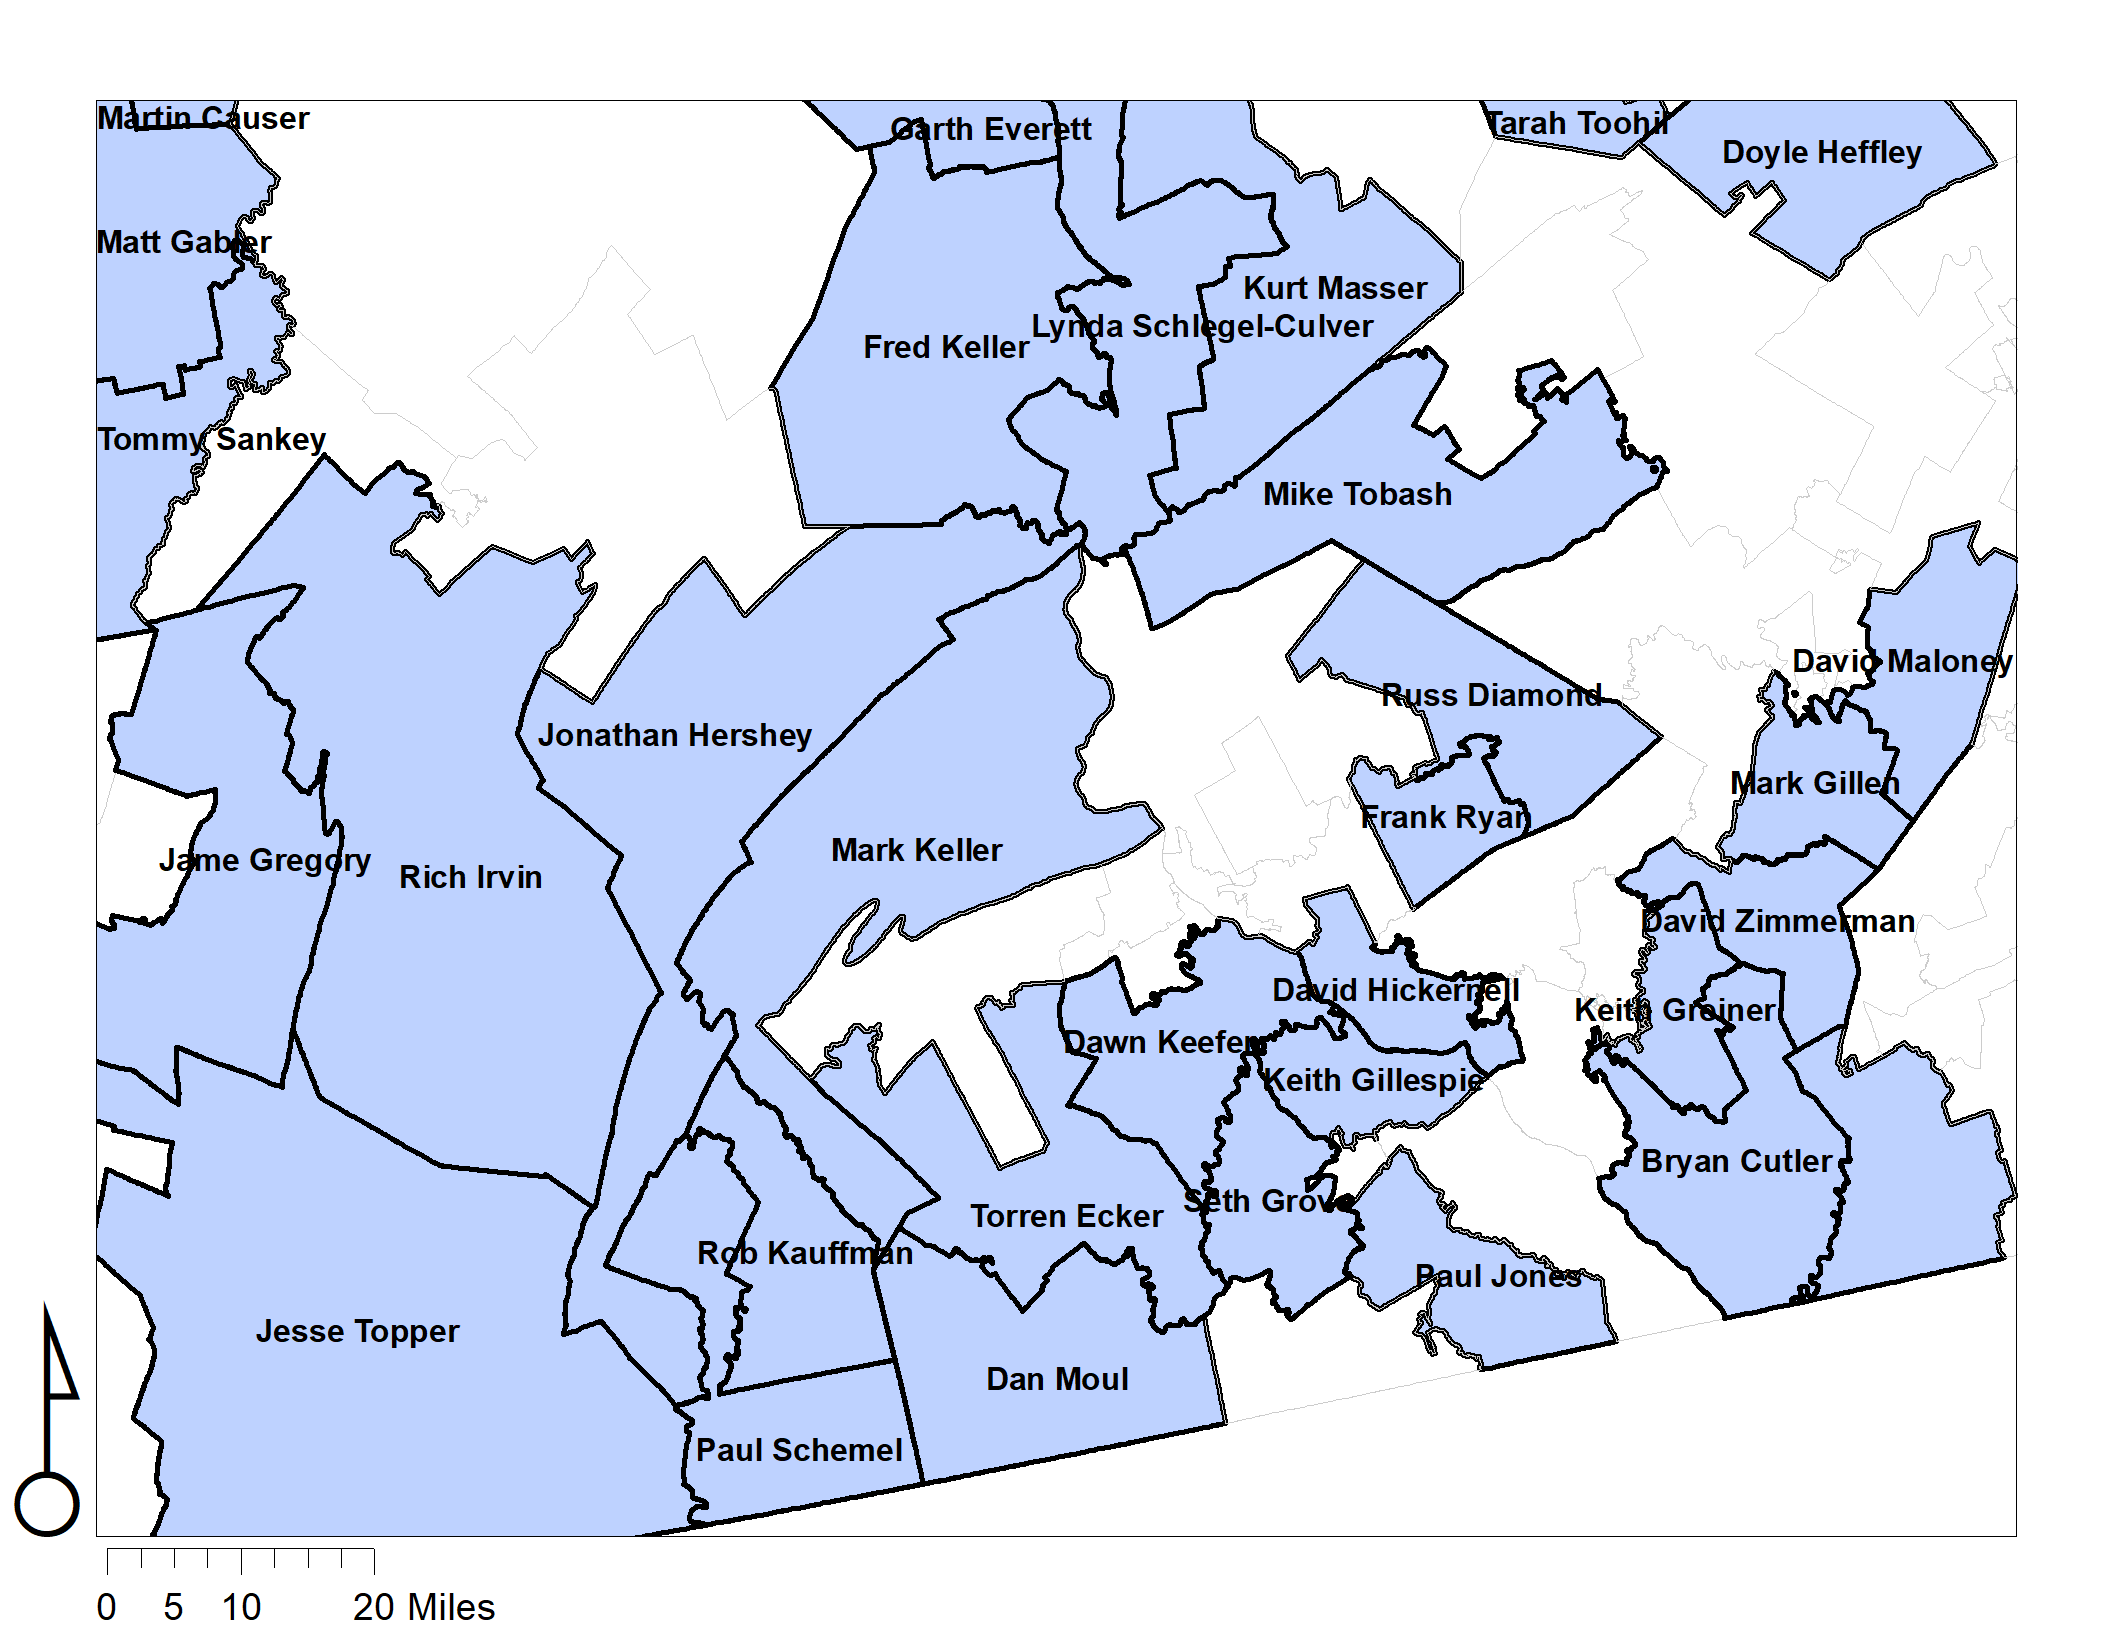 Martin Causer
Garth Everett
Tarah Toohil
Doyle Heffley
Matt Gabler
Kurt Masser
Lynda Schlegel-Culver
Fred Keller
Tommy Sankey
Mike Tobash
David Maloney
Russ Diamond
Jonathan Hershey
Mark Gillen
Frank Ryan
Mark Keller
Jame Gregory
Rich Irvin
David Zimmerman
David Hickernell
Keith Greiner
Dawn Keefer
Keith Gillespie
Bryan Cutler
Seth Grove
Torren Ecker
Rob Kauffman
Paul Jones
Jesse Topper
Dan Moul
Paul Schemel
0 5 10 20 Miles